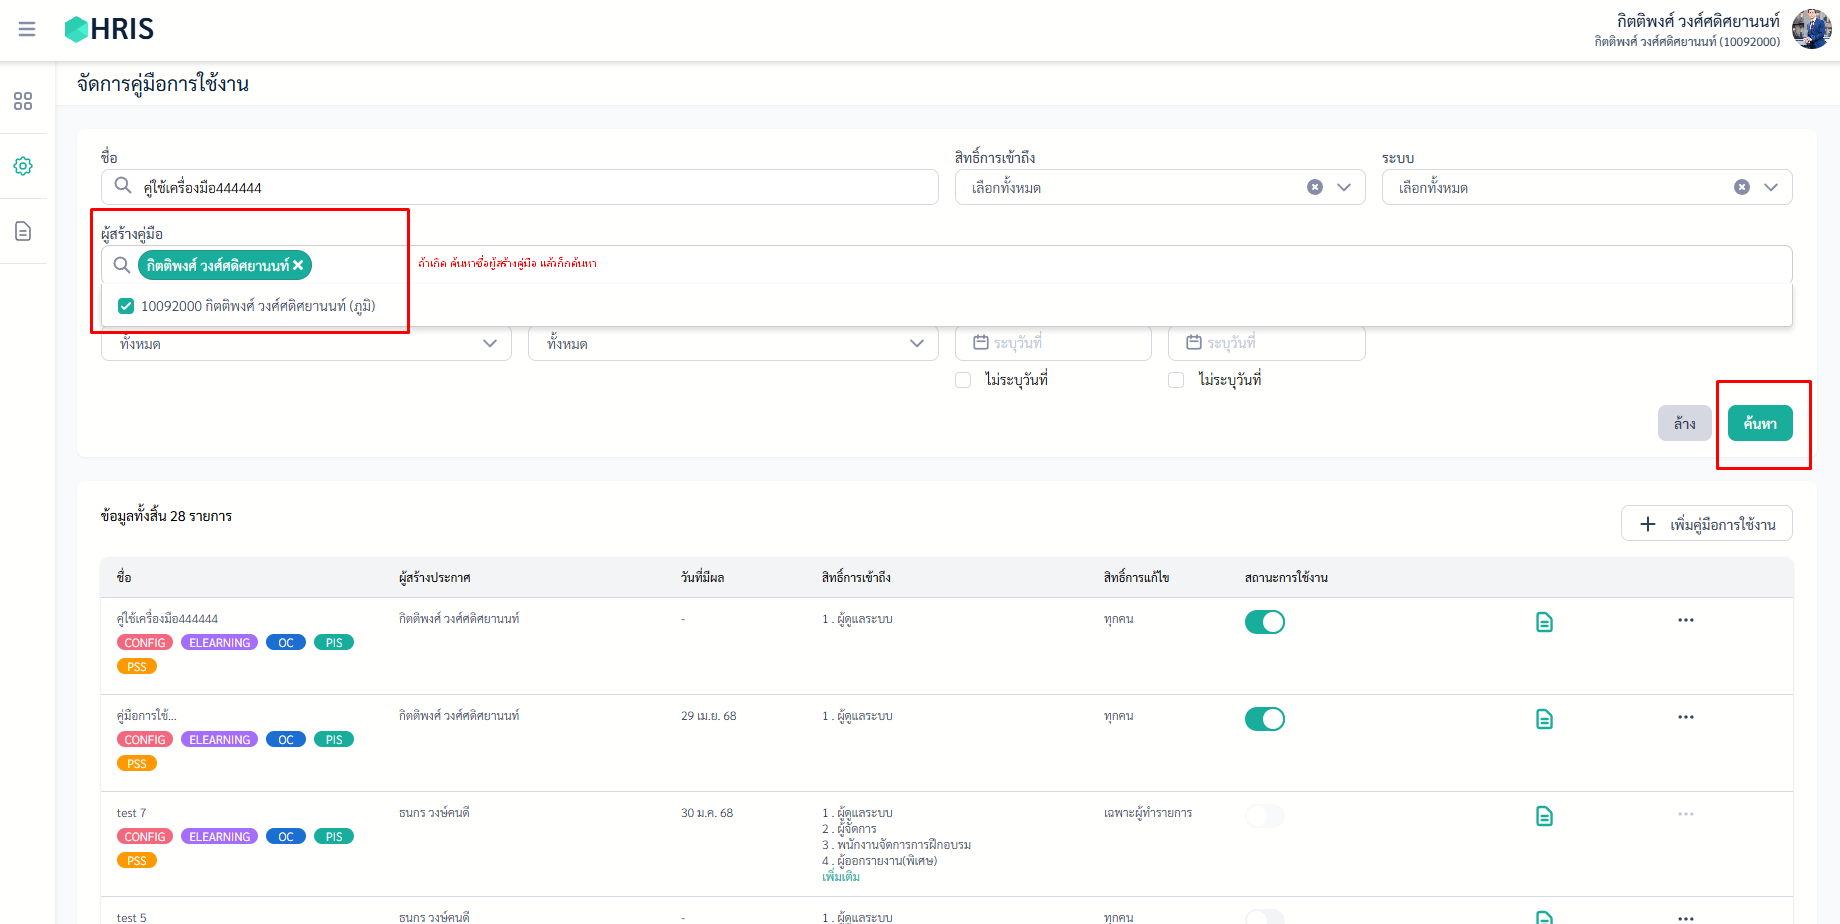 HRIS
กิตติพงศ์ วงศ์ศดิศยานนท์
กิตติพงศ์ วงศ์ศดิศยานนท์ (10092000)
จัดการคู่มือการใช้งาน
ชื่อ
สิทธิ์การเข้าถึง
ระบบ
คู่ใช้เครื่องมือ444444
เลือกทั้งหมด
เลือกทั้งหมด
ผู้สร้างคู่มือ
กิตติพงศ์ วงศ์ศดิศยานนท์
ถ้าเกิด ค้นหาชื่อผู้สร้างคู่มือ แล้วก็กดค้นหา
10092000 กิตติพงศ์ วงศ์ศดิศยานนท์ (ภูมิ)
ทั้งหมด
ทั้งหมด
ระบุวันที่
ระบุวันที่
ไม่ระบุวันที่
ไม่ระบุวันที่
ล้าง
ค้นหา
ข้อมูลทั้งสิ้น 28 รายการ
เพิ่มคู่มือการใช้งาน
ชื่อ ผู้สร้างประกาศ วันที่มีผล สิทธิ์การเข้าถึง สิทธิ์การแก้ไข สถานะการใช้งาน
คู่ใช้เครื่องมือ444444 กิตติพงศ์ วงศ์ศดิศยานนท์ - 1 . ผู้ดูแลระบบ ทุกคน
CONFIG ELEARNING OC PIS
PSS
คู่มือการใช้... กิตติพงศ์ วงศ์ศดิศยานนท์ 29 เม.ย. 68 1 . ผู้ดูแลระบบ ทุกคน
CONFIG ELEARNING OC PIS
PSS
test 7 ธนกร วงษ์คนดี 30 ม.ค. 68 1 . ผู้ดูแลระบบ เฉพาะผู้ทำรายการ
2 . ผู้จัดการ
CONFIG ELEARNING OC PIS
3 . พนักงานจัดการการฝึกอบรม
PSS
4 . ผู้ออกรายงาน(พิเศษ)
เพิ่มเติม
test 5 ธนกร วงษ์คนดี - 1 . ผู้ดูแลระบบ ทุกคน